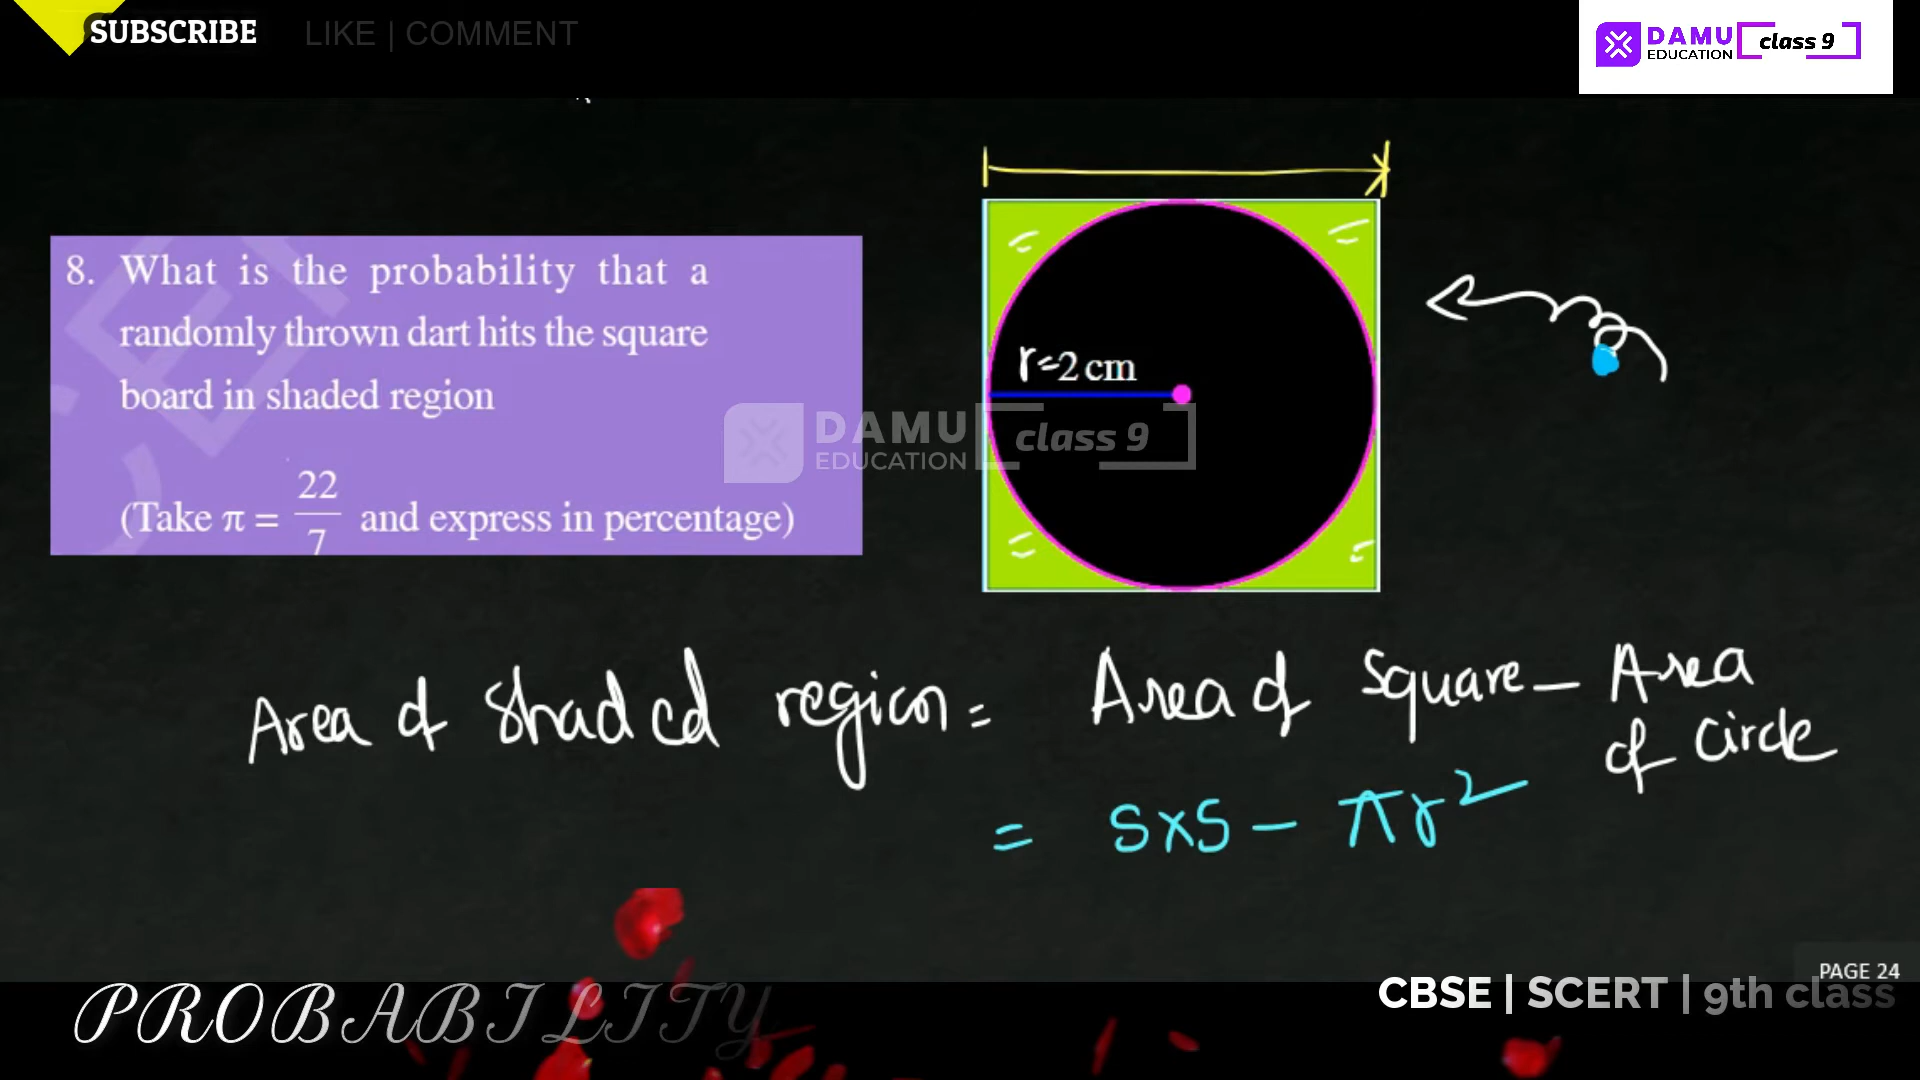 SUBSCRIBE LIKE | COMMENT
DAMU
EDUCATION
class 9
8. What is the probability that a
randomly thrown dart hits the square
board in shaded region
(Take π = 22/7 and express in percentage)
r=2 cm
DAMU
EDUCATION
class 9
Area of Shaded region = Area of Square - Area
of Circle
= S×S - πr²
PAGE 24
CBSE | SCERT | 9th class
PROBABILITY